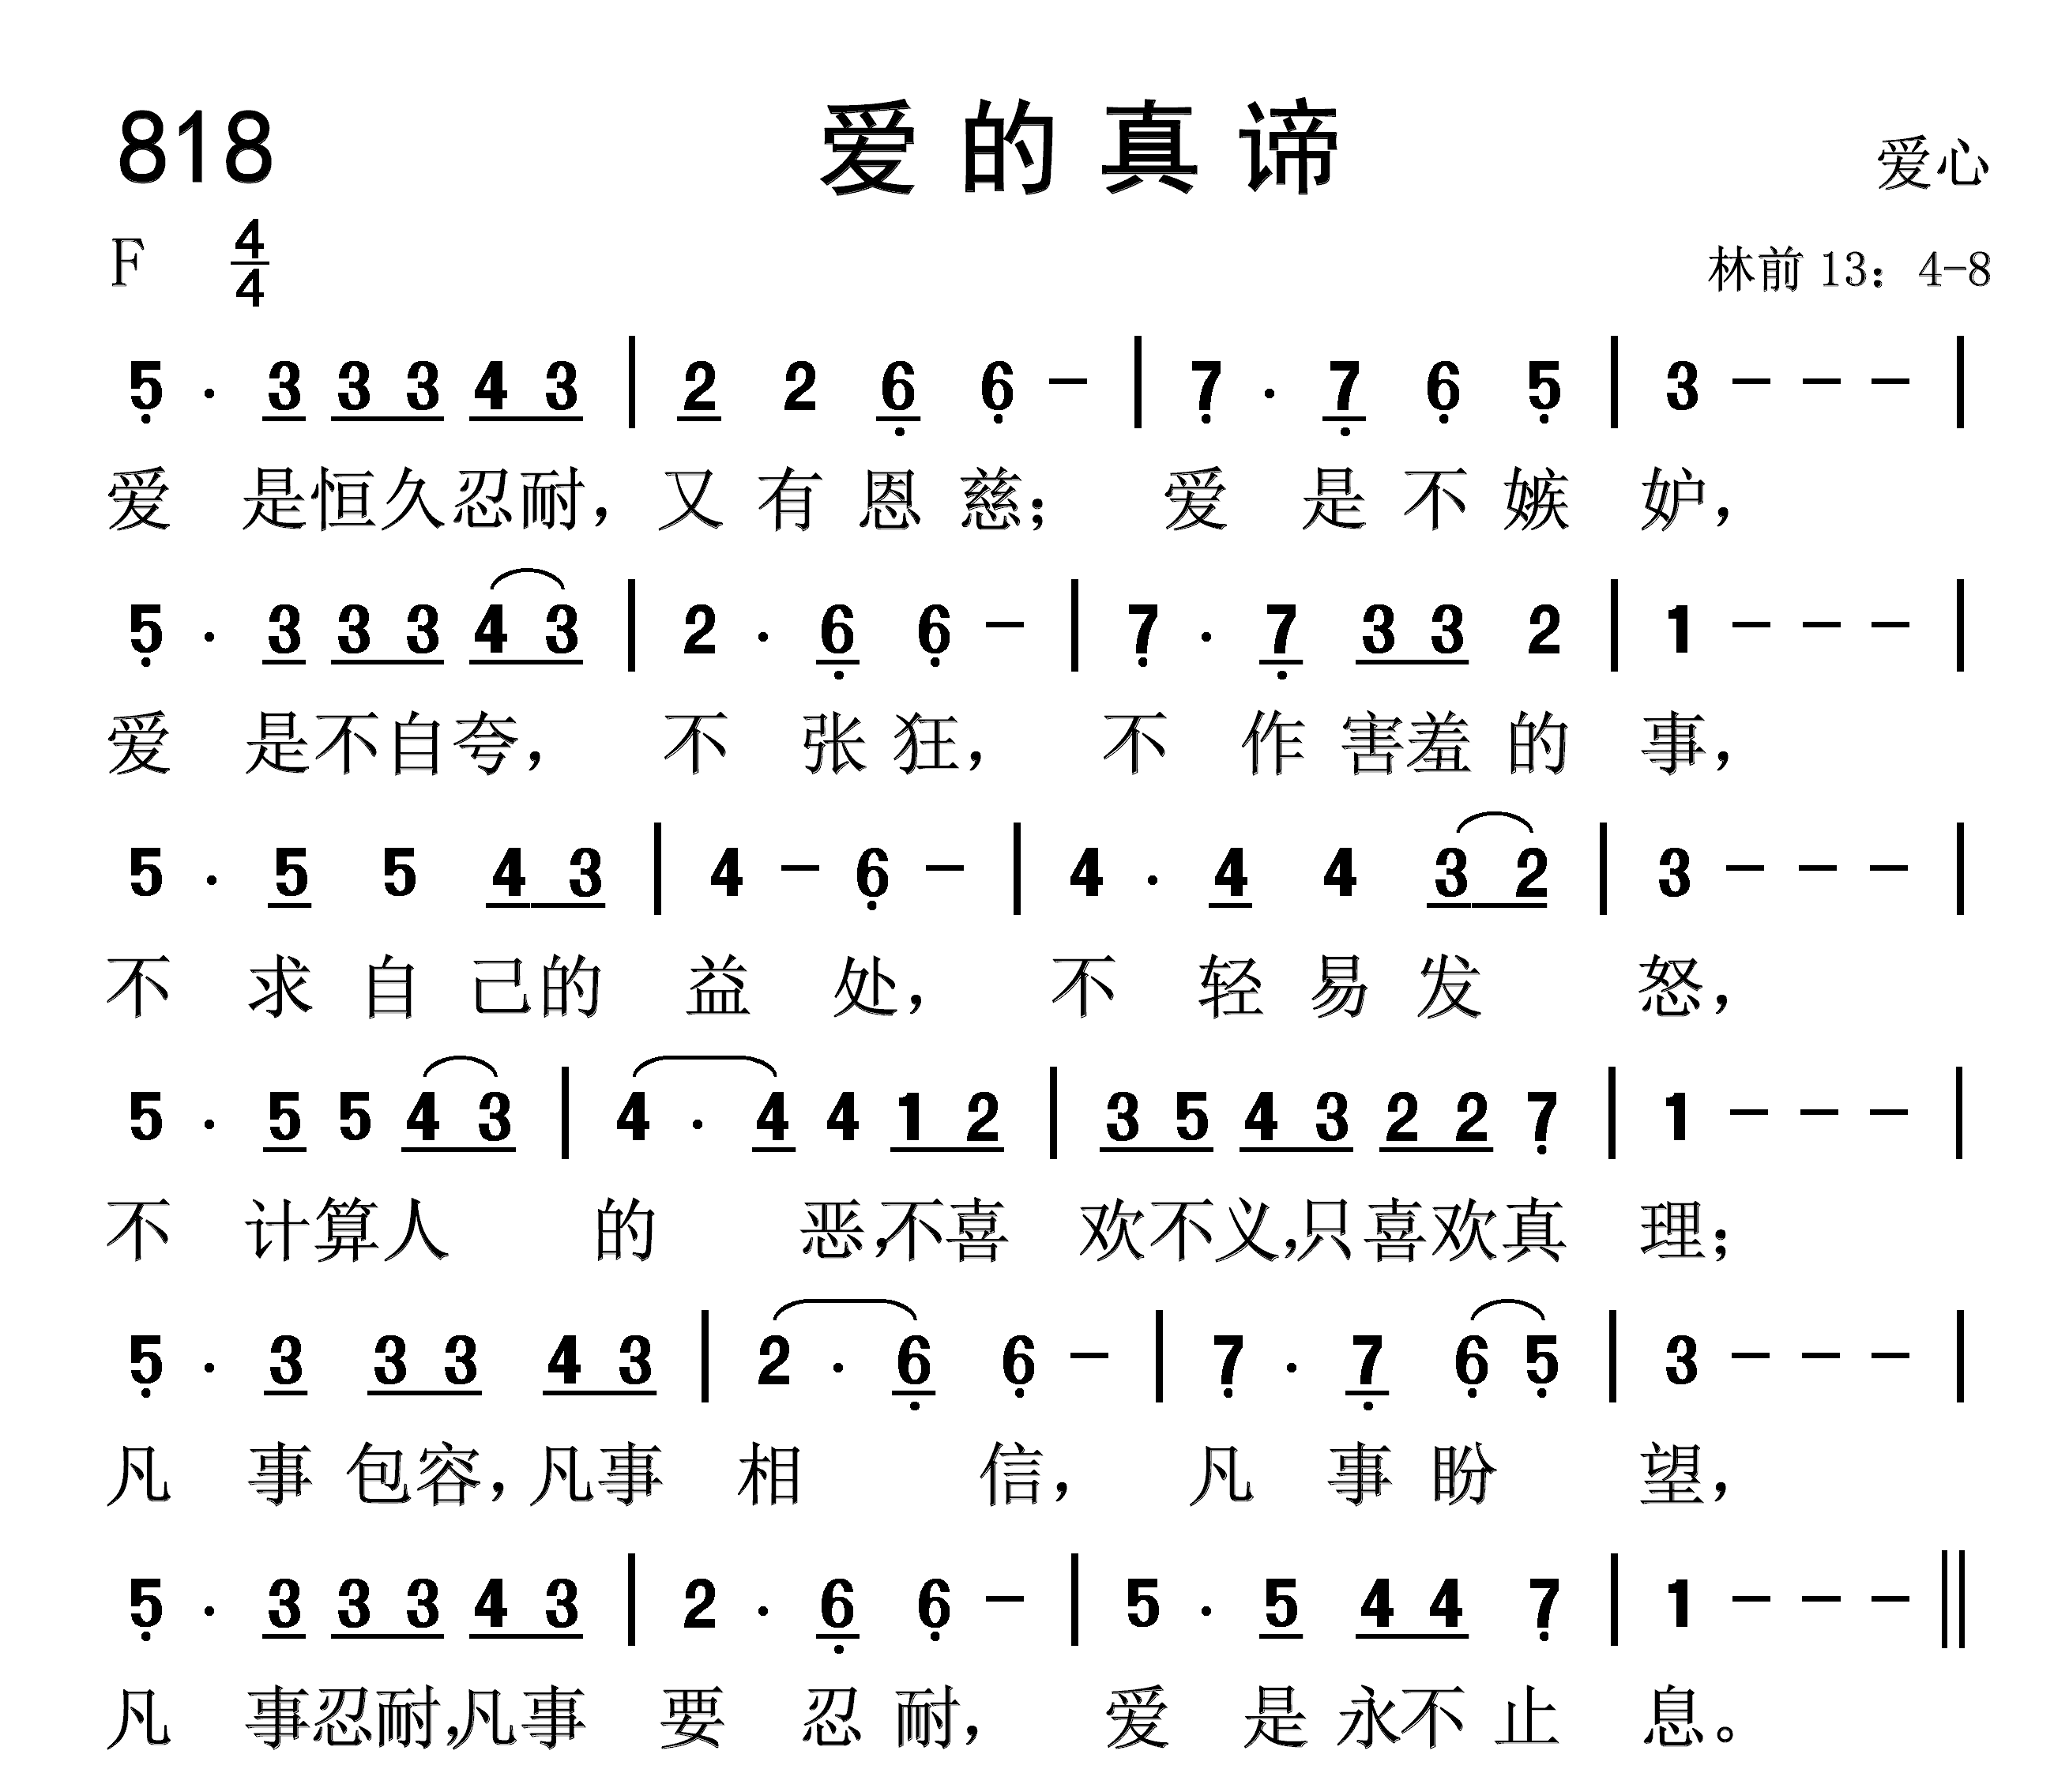 818 爱的真谛 爱心
F 4/4 林前 13：4-8
5 · 3 3 3 4 3 | 2 2 6 6 － | 7 · 7 6 5 | 3 － － － |
爱 是恒久忍耐，又有恩慈； 爱 是不嫉妒，
5 · 3 3 3 4 3 | 2 · 6 6 － | 7 · 7 3 3 2 | 1 － － － |
爱 是不自夸， 不 张狂， 不 作害羞的事，
5 · 5 5 4 3 | 4 － 6 － | 4 · 4 4 3 2 | 3 － － － |
不 求自己的益处， 不 轻易发 怒，
5 · 5 5 4 3 | 4 · 4 4 1 2 | 3 5 4 3 2 2 7 | 1 － － － |
不 计算人 的 恶，不喜 欢不义，只喜欢真理；
5 · 3 3 3 4 3 | 2 · 6 6 － | 7 · 7 6 5 | 3 － － － |
凡 事包容，凡事相 信， 凡 事盼 望，
5 · 3 3 3 4 3 | 2 · 6 6 － | 5 · 5 4 4 7 | 1 － － － ||
凡 事忍耐，凡事 要 忍耐， 爱 是永不止息。